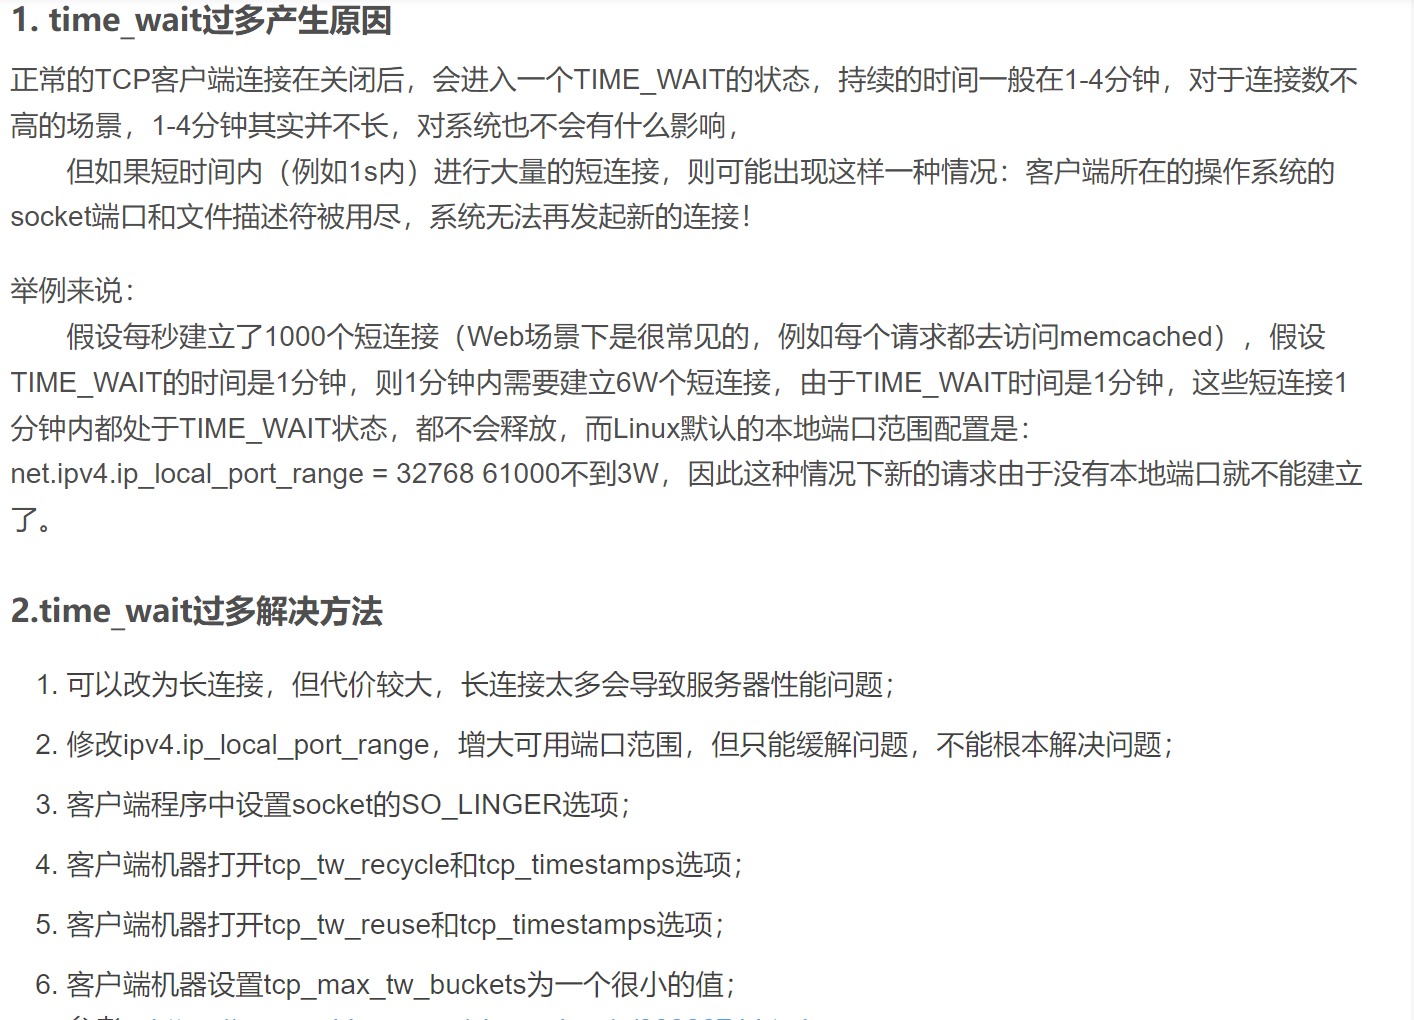 1. time_wait过多产生原因
正常的TCP客户端连接在关闭后，会进入一个TIME_WAIT的状态，持续的时间一般在1-4分钟，对于连接数不
高的场景，1-4分钟其实并不长，对系统也不会有什么影响，
但如果短时间内（例如1s内）进行大量的短连接，则可能出现这样一种情况：客户端所在的操作系统的
socket端口和文件描述符被用尽，系统无法再发起新的连接！
举例来说：
假设每秒建立了1000个短连接（Web场景下是很常见的，例如每个请求都去访问memcached），假设
TIME_WAIT的时间是1分钟，则1分钟内需要建立6W个短连接，由于TIME_WAIT时间是1分钟，这些短连接1
分钟内都处于TIME_WAIT状态，都不会释放，而Linux默认的本地端口范围配置是：
net.ipv4.ip_local_port_range = 32768 61000不到3W，因此这种情况下新的请求由于没有本地端口就不能建立
了。
2.time_wait过多解决方法
1. 可以改为长连接，但代价较大，长连接太多会导致服务器性能问题；
2. 修改ipv4.ip_local_port_range，增大可用端口范围，但只能缓解问题，不能根本解决问题；
3. 客户端程序中设置socket的SO_LINGER选项；
4. 客户端机器打开tcp_tw_recycle和tcp_timestamps选项；
5. 客户端机器打开tcp_tw_reuse和tcp_timestamps选项；
6. 客户端机器设置tcp_max_tw_buckets为一个很小的值；